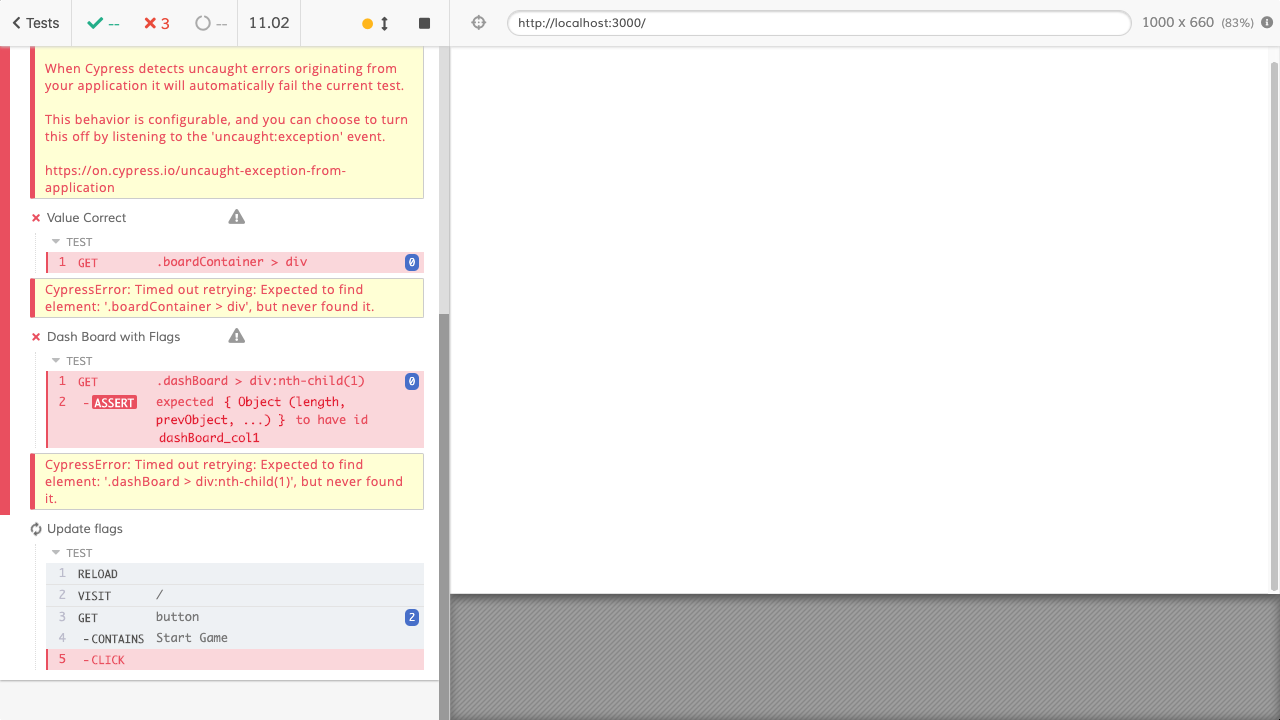 Tests -- 3 -- 11.02 http://localhost:3000/ 1000 x 660 (83%)
When Cypress detects uncaught errors originating from
your application it will automatically fail the current test.
This behavior is configurable, and you can choose to turn
this off by listening to the 'uncaught:exception' event.
https://on.cypress.io/uncaught-exception-from-
application
Value Correct
TEST
1 GET .boardContainer > div 0
CypressError: Timed out retrying: Expected to find
element: '.boardContainer > div', but never found it.
Dash Board with Flags
TEST
1 GET .dashBoard > div:nth-child(1) 0
2 -ASSERT expected { Object (length,
prevObject, ...) } to have id
dashBoard_col1
CypressError: Timed out retrying: Expected to find
element: '.dashBoard > div:nth-child(1)', but never found
it.
Update flags
TEST
1 RELOAD
2 VISIT /
3 GET button 2
4 -CONTAINS Start Game
5 -CLICK